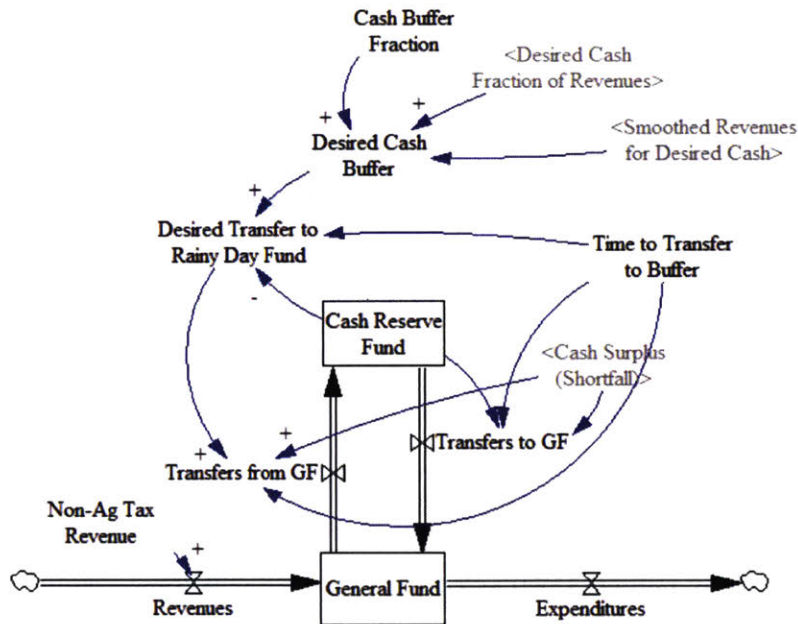 Cash Buffer
Fraction
<Desired Cash
Fraction of Revenues>
+
+
Desired Cash
Buffer
<Smoothed Revenues
for Desired Cash>
+
Desired Transfer to
Rainy Day Fund
Time to Transfer
to Buffer
-
Cash Reserve
Fund
<Cash Surplus
(Shortfall)>
+
+
Transfers from GF
Transfers to GF
Non-Ag Tax
Revenue
+
General Fund
Revenues
Expenditures